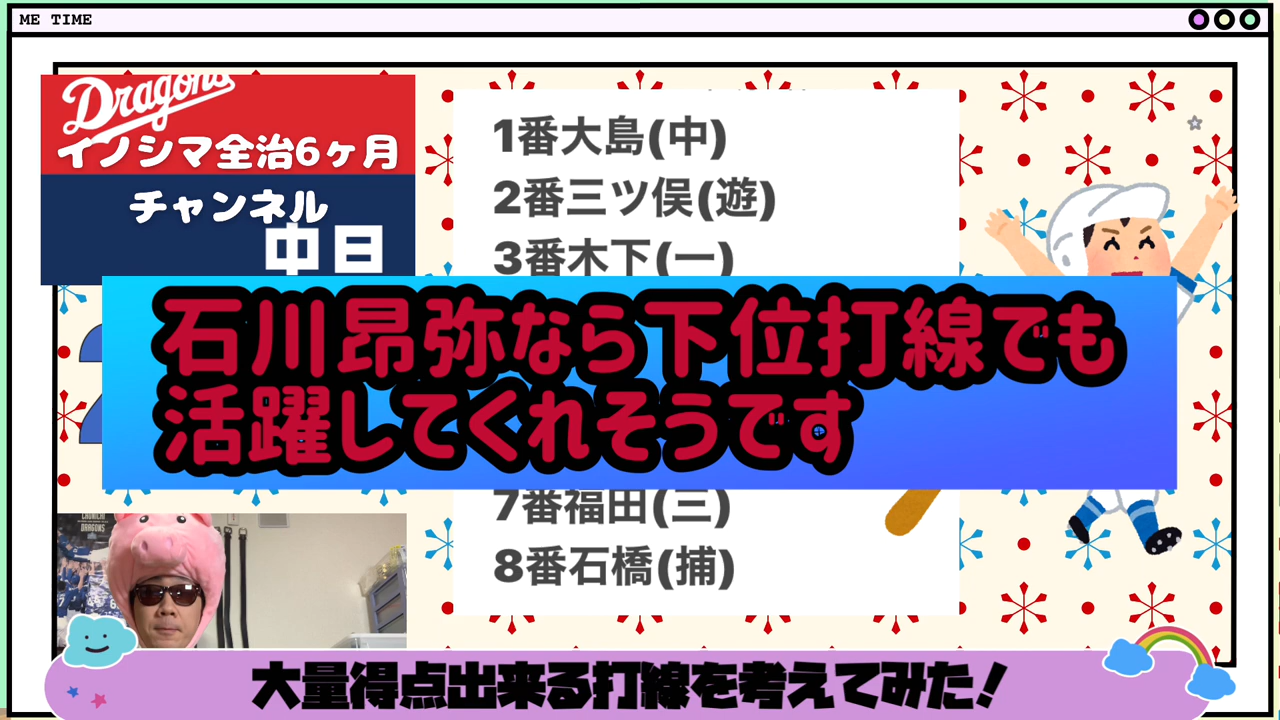 ME TIME
Dragons
イノシマ全治6ヶ月
チャンネル
中日
1番大島(中)
2番三ツ俣(遊)
3番木下(一)
石川昂弥なら下位打線でも
活躍してくれそうです
7番福田(三)
8番石橋(捕)
DRAGONS
大量得点出来る打線を考えてみた!